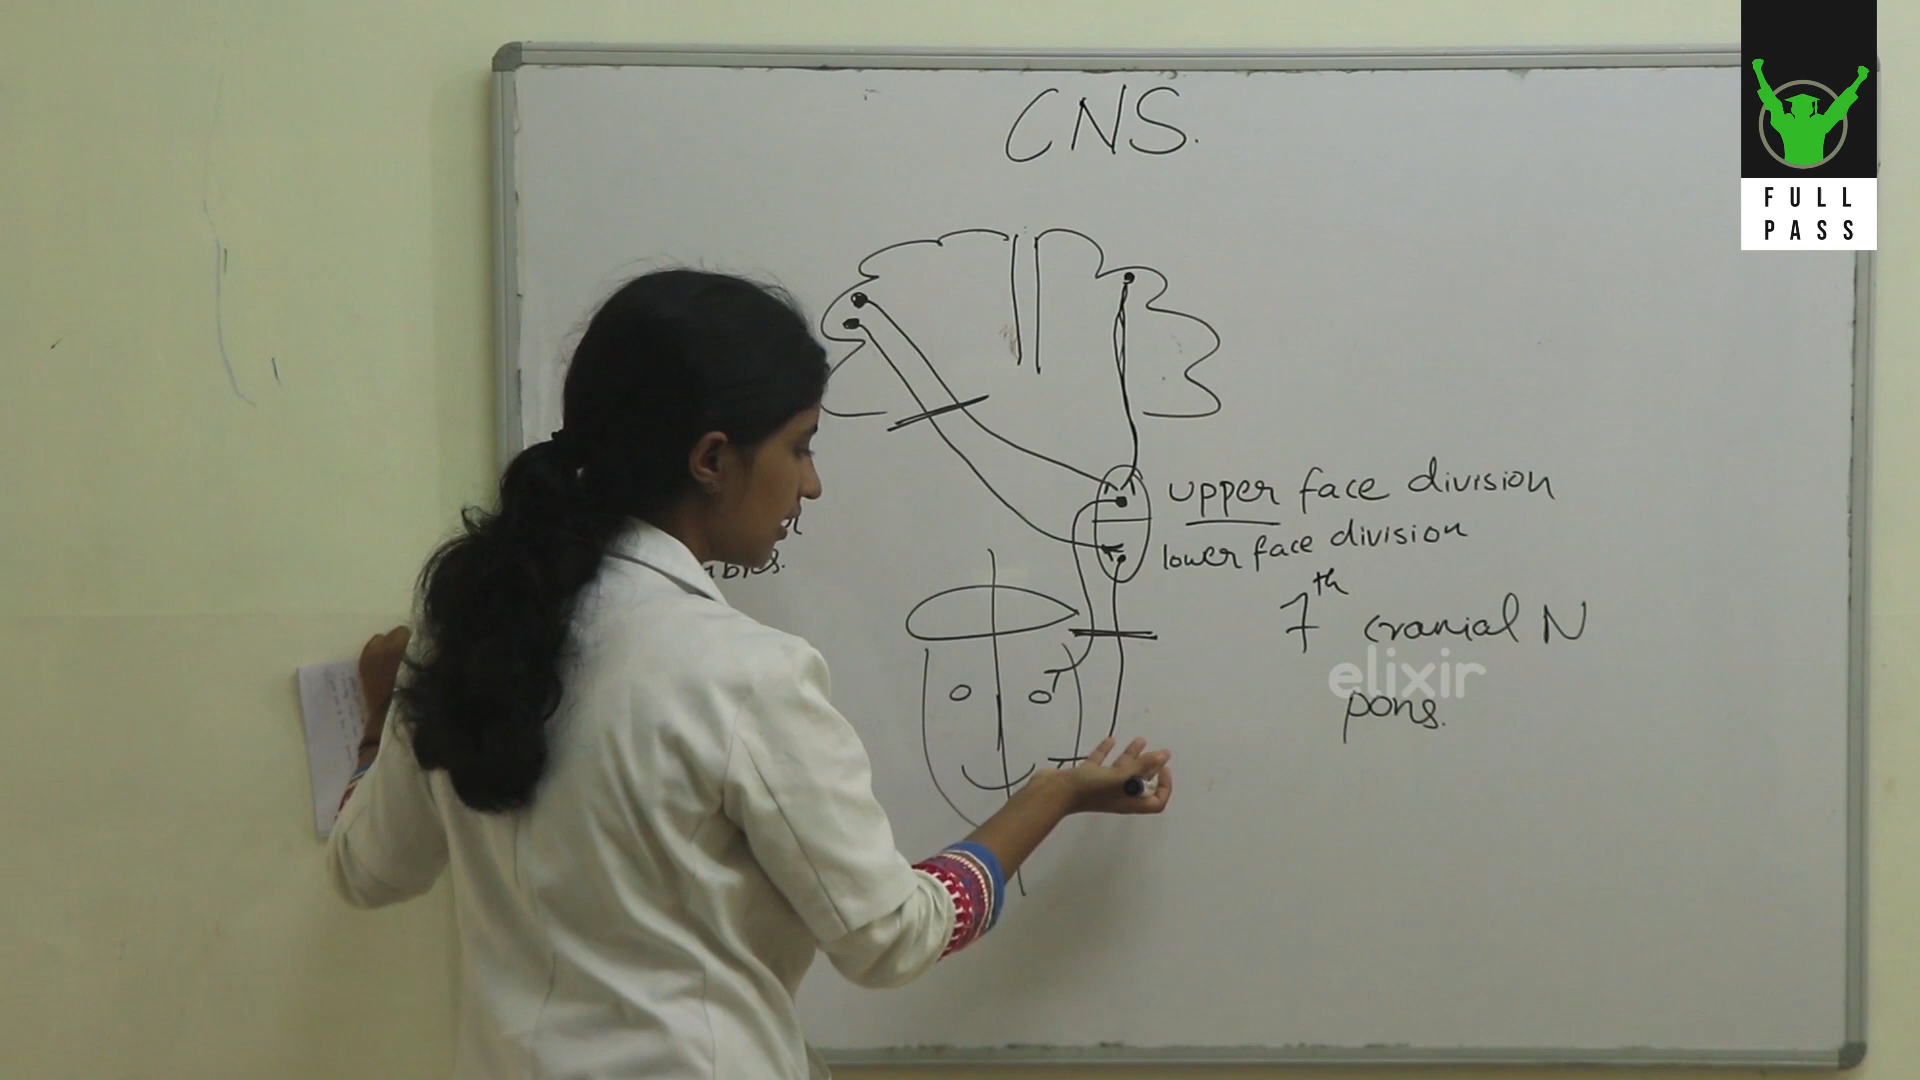 FULL
PASS
CNS.
upper face division
lower face division
7th cranial N
elixir
pons.